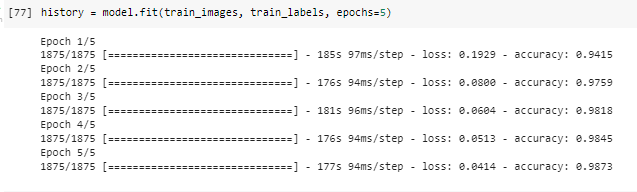 [77] history = model.fit(train_images, train_labels, epochs=5)
Epoch 1/5
1875/1875 [==============================] - 185s 97ms/step - loss: 0.1929 - accuracy: 0.9415
Epoch 2/5
1875/1875 [==============================] - 176s 94ms/step - loss: 0.0800 - accuracy: 0.9759
Epoch 3/5
1875/1875 [==============================] - 181s 96ms/step - loss: 0.0604 - accuracy: 0.9818
Epoch 4/5
1875/1875 [==============================] - 176s 94ms/step - loss: 0.0513 - accuracy: 0.9845
Epoch 5/5
1875/1875 [==============================] - 177s 94ms/step - loss: 0.0414 - accuracy: 0.9873